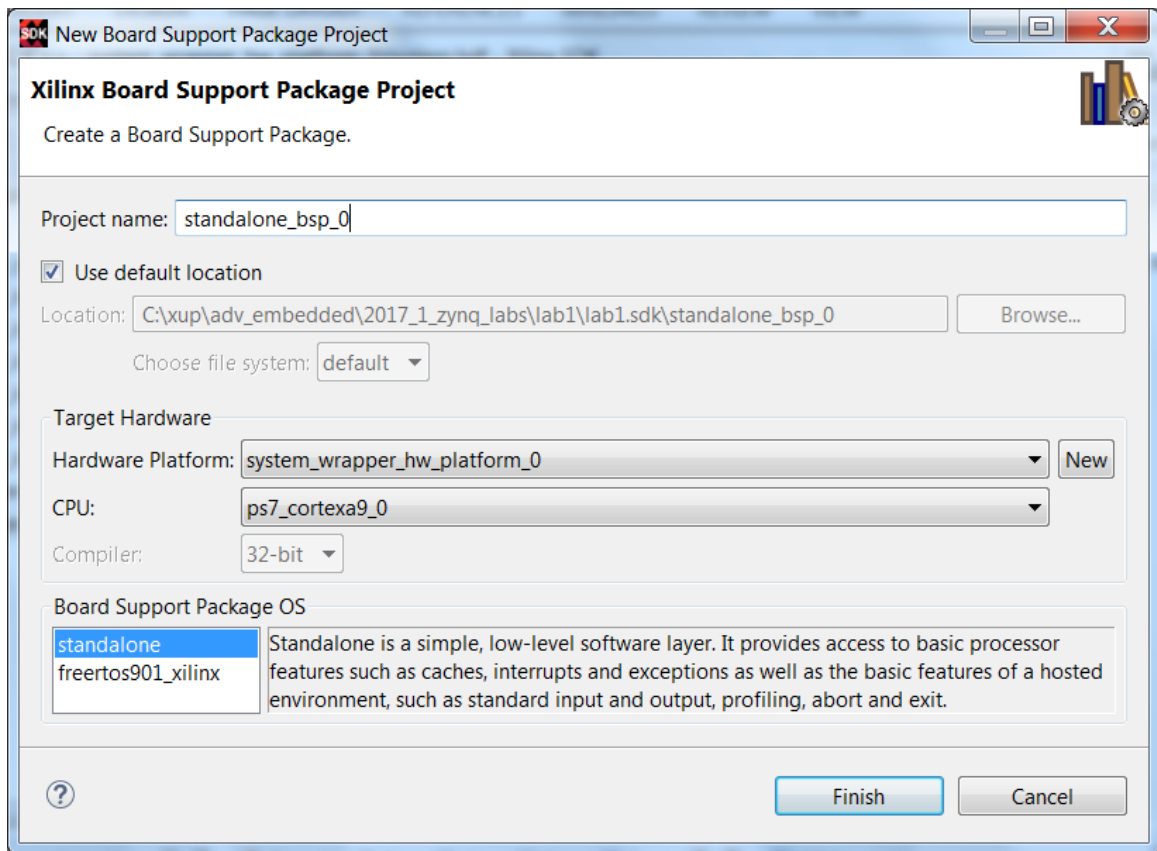 SDK New Board Support Package Project
Xilinx Board Support Package Project
Create a Board Support Package.
Project name: standalone_bsp_0
Use default location
Location: C:\xup\adv_embedded\2017_1_zynq_labs\lab1\lab1.sdk\standalone_bsp_0 Browse...
Choose file system: default
Target Hardware
Hardware Platform: system_wrapper_hw_platform_0 New
CPU: ps7_cortexa9_0
Compiler: 32-bit
Board Support Package OS
standalone
freertos901_xilinx
Standalone is a simple, low-level software layer. It provides access to basic processor
features such as caches, interrupts and exceptions as well as the basic features of a hosted
environment, such as standard input and output, profiling, abort and exit.
? Finish Cancel